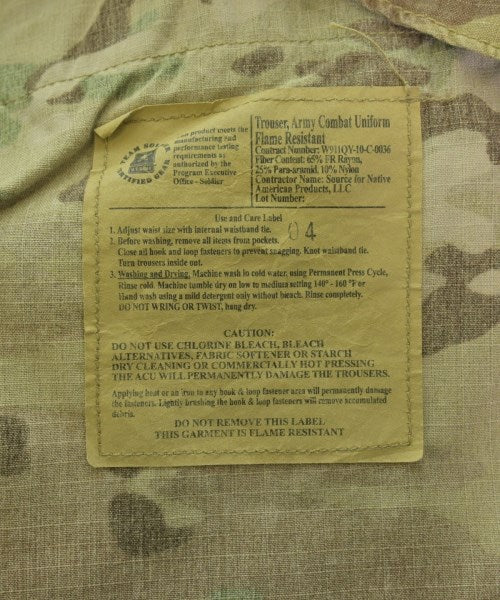 TEAM SOLDIER
CERTIFIED GEAR
product meets the
manufacturing and
performance testing
requirements as
authorized by the
Program Executive
Office - Soldier
Trouser, Army Combat Uniform
Flame Resistant
Contract Number: W911QY-10-C-0036
Fiber Content: 65% FR Rayon,
25% Para-aramid, 10% Nylon
Contractor Name: Source for Native
American Products, LLC
Lot Number:
04
Use and Care Label
1. Adjust waist size with internal waistband tie.
2. Before washing, remove all items from pockets.
Close all hook and loop fasteners to prevent snagging. Knot waistband tie.
Turn trousers inside out.
3. Washing and Drying. Machine wash in cold water, using Permanent Press Cycle,
Rinse cold. Machine tumble dry on low to medium setting 140° - 160 °F or
Hand wash using a mild detergent only without bleach. Rinse completely.
DO NOT WRING OR TWIST, hang dry.
CAUTION:
DO NOT USE CHLORINE BLEACH, BLEACH
ALTERNATIVES, FABRIC SOFTENER OR STARCH
DRY CLEANING OR COMMERCIALLY HOT PRESSING
THE ACU WILL PERMANENTLY DAMAGE THE TROUSERS.
Applying heat or an iron to any hook & loop fastener area will permanently damage
the fasteners. Lightly brushing the hook & loop fasteners will remove accumulated
debris.
DO NOT REMOVE THIS LABEL
THIS GARMENT IS FLAME RESISTANT